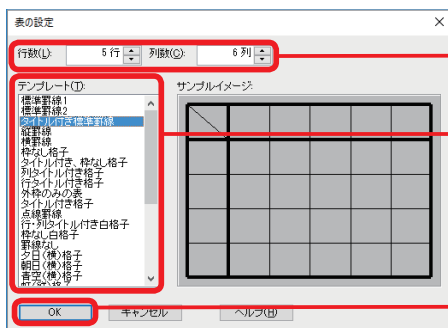 表の設定
行数(L): 5 行 列数(C): 6 列
テンプレート(T): サンプルイメージ:
標準罫線1
標準罫線2
タイトル付き標準罫線
縦罫線
横罫線
枠なし格子
タイトル付き、枠なし格子
列タイトル付き格子
行タイトル付き格子
外枠のみの表
タイトル付き格子
点線罫線
行・列タイトル付き白格子
枠なし白格子
罫線なし
夕日(横)格子
朝日(横)格子
青空(横)格子
OK キャンセル ヘルプ(H)